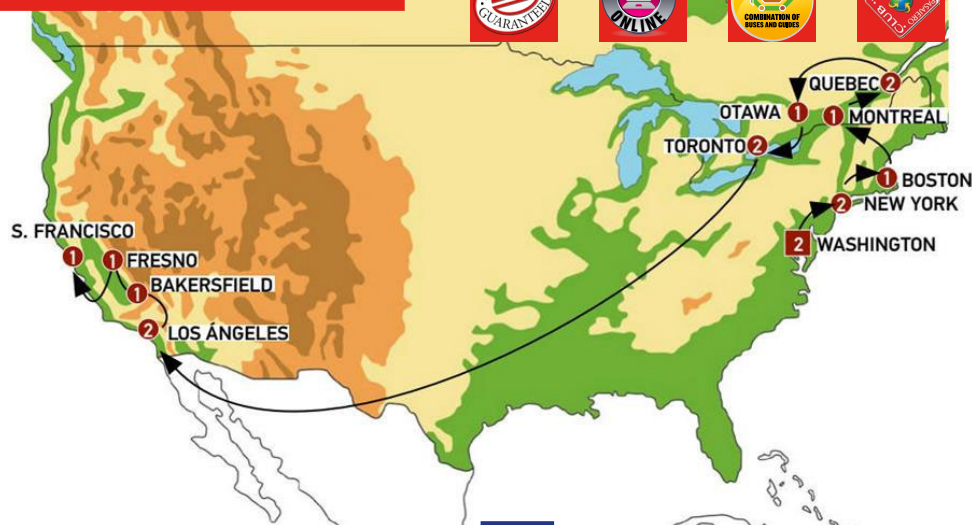 GUARANTEED
ONLINE
COMBINATION OF
BUSES AND GUIDES
CLUB
QUEBEC 2
OTAWA 1
1 MONTREAL
TORONTO 2
1 BOSTON
2 NEW YORK
2 WASHINGTON
S. FRANCISCO
1
1 FRESNO
1 BAKERSFIELD
2 LOS ÁNGELES